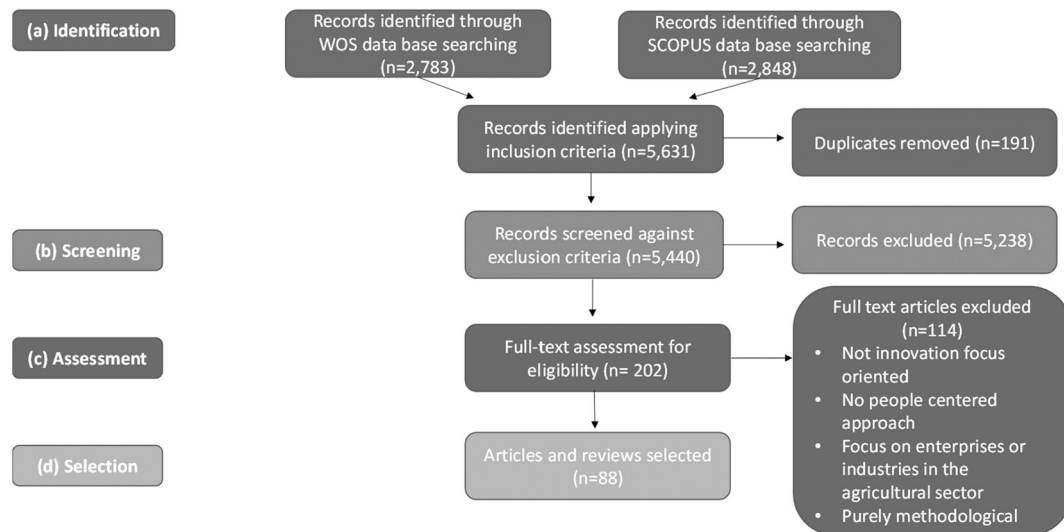 (a) Identification
Records identified through
WOS data base searching
(n=2,783)
Records identified through
SCOPUS data base searching
(n=2,848)
Records identified applying
inclusion criteria (n=5,631)
Duplicates removed (n=191)
(b) Screening
Records screened against
exclusion criteria (n=5,440)
Records excluded (n=5,238)
(c) Assessment
Full-text assessment for
eligibility (n= 202)
Full text articles excluded
(n=114)
• Not innovation focus
oriented
• No people centered
approach
• Focus on enterprises or
industries in the
agricultural sector
• Purely methodological
(d) Selection
Articles and reviews selected
(n=88)